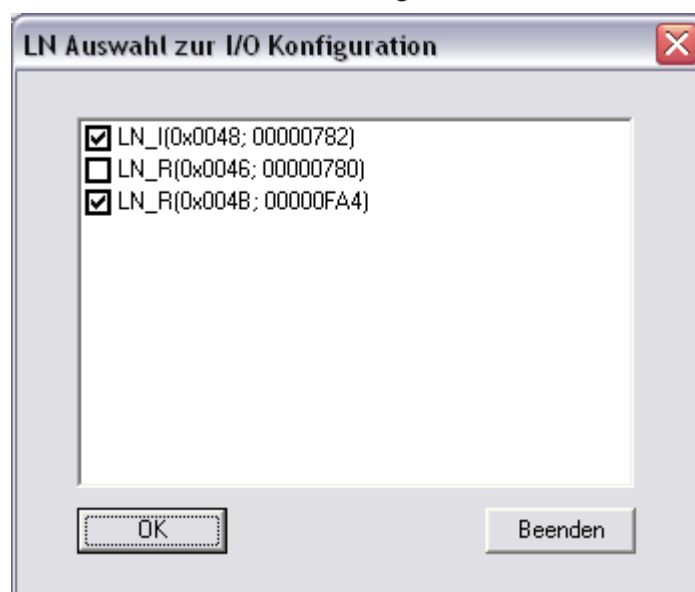 LN Auswahl zur I/O Konfiguration
LN_I(0x0048; 00000782)
LN_R(0x0046; 00000780)
LN_R(0x004B; 00000FA4)
OK
Beenden